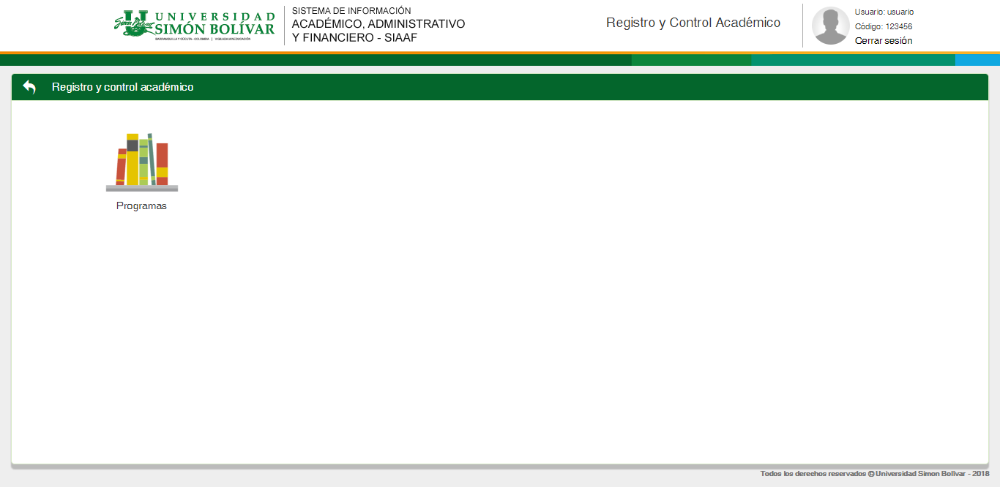 UNIVERSIDAD
SIMÓN BOLÍVAR
BARRANQUILLA Y CÚCUTA - COLOMBIA | VIGILADA MINEDUCACIÓN
SISTEMA DE INFORMACIÓN
ACADÉMICO, ADMINISTRATIVO
Y FINANCIERO - SIAAF
Registro y Control Académico
Usuario: usuario
Código: 123456
Cerrar sesión
Registro y control académico
Programas
Todos los derechos reservados © Universidad Simon Bolivar - 2018